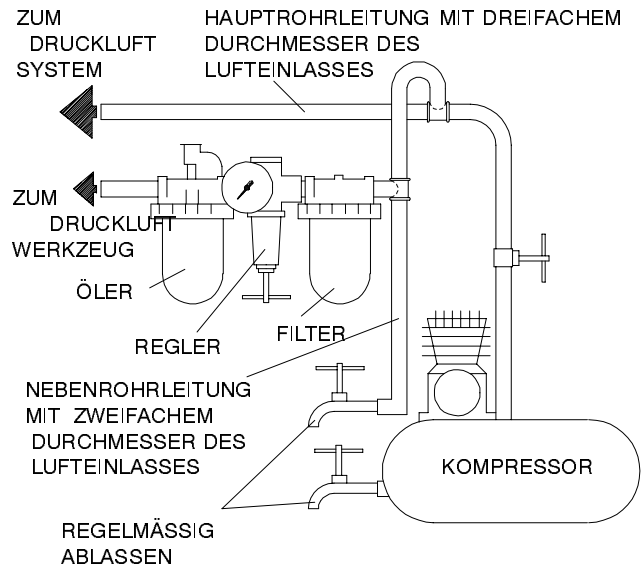 ZUM
DRUCKLUFT
SYSTEM
HAUPTROHRLEITUNG MIT DREIFACHEM
DURCHMESSER DES
LUFTEINLASSES
ZUM
DRUCKLUFT
WERKZEUG
ÖLER
REGLER
FILTER
NEBENROHRLEITUNG
MIT ZWEIFACHEM
DURCHMESSER DES
LUFTEINLASSES
KOMPRESSOR
REGELMÄSSIG
ABLASSEN